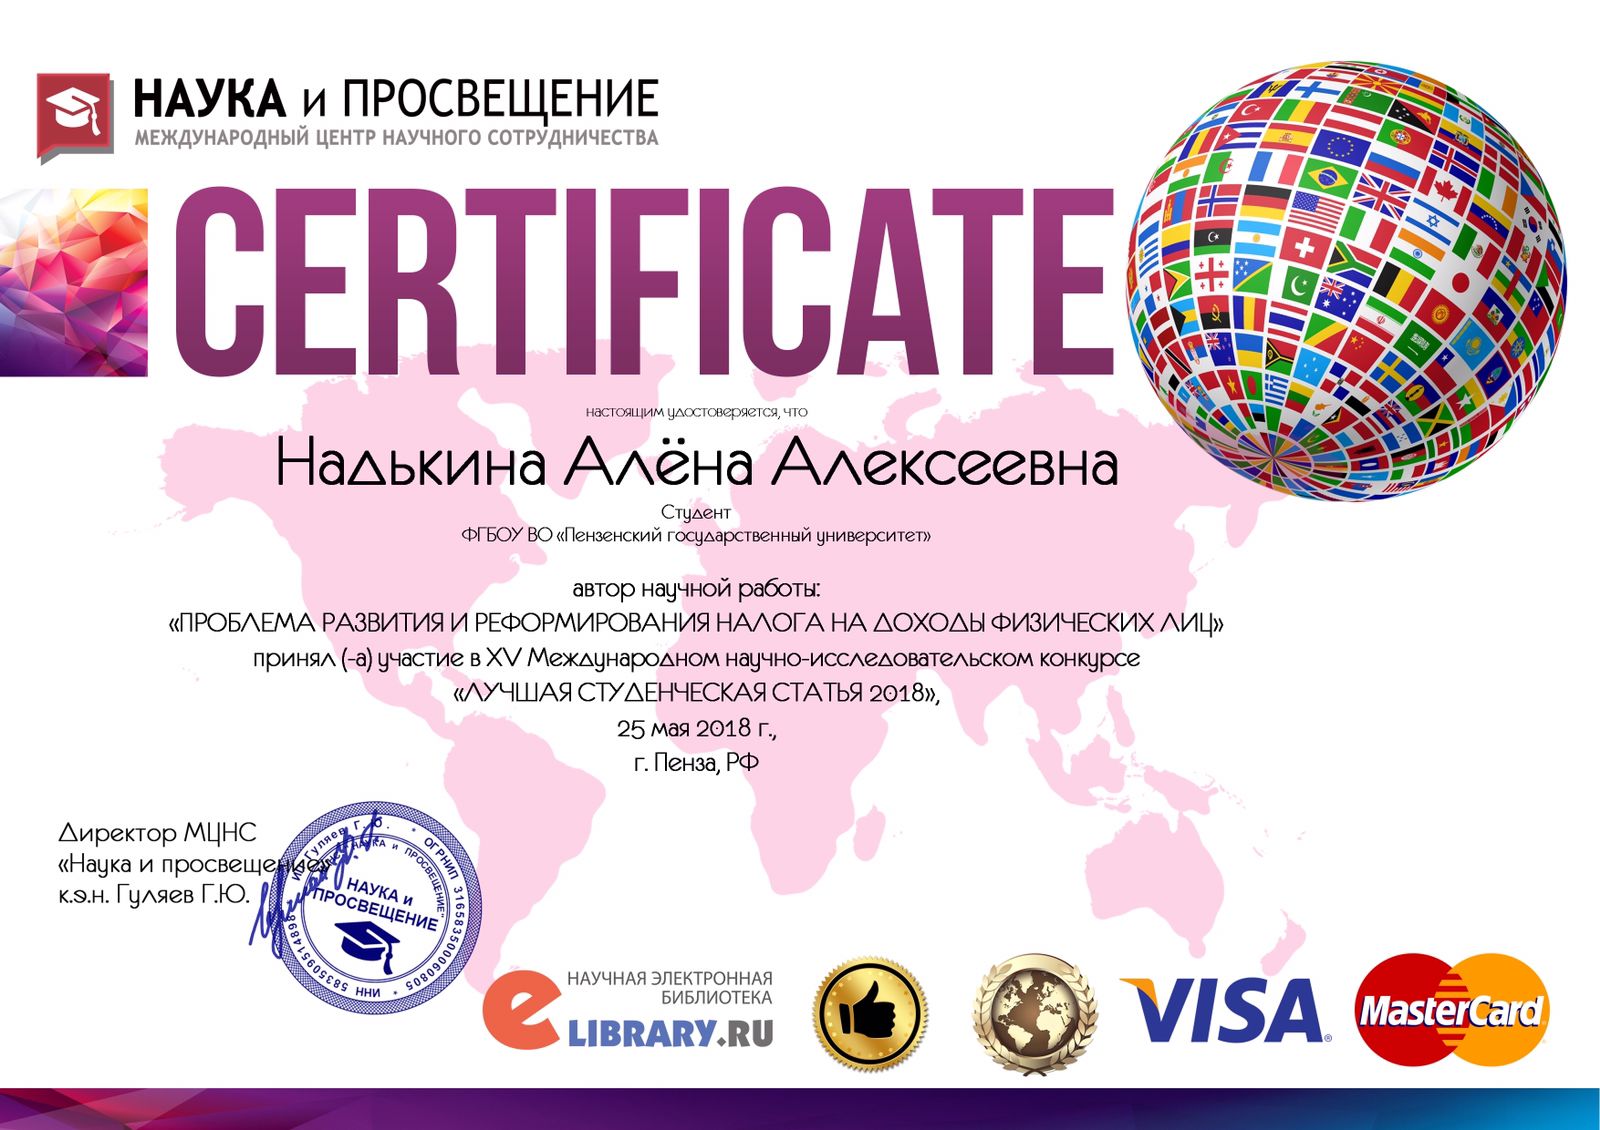 НАУКА и ПРОСВЕЩЕНИЕ
МЕЖДУНАРОДНЫЙ ЦЕНТР НАУЧНОГО СОТРУДНИЧЕСТВА
CERTIFICATE
настоящим удостоверяется, что
Надькина Алёна Алексеевна
Студент
ФГБОУ ВО «Пензенский государственный университет»
автор научной работы:
«ПРОБЛЕМА РАЗВИТИЯ И РЕФОРМИРОВАНИЯ НАЛОГА НА ДОХОДЫ ФИЗИЧЕСКИХ ЛИЦ»
принял (-а) участие в XV Международном научно-исследовательском конкурсе
«ЛУЧШАЯ СТУДЕНЧЕСКАЯ СТАТЬЯ 2018»,
25 мая 2018 г.,
г. Пенза, РФ
Директор МЦНС
«Наука и просвещение»
к.э.н. Гуляев Г.Ю.
ИП Гуляев Г.Ю. * ОГРНИП 316583500060805 * ИНН 583509514898
НАУКА И ПРОСВЕЩЕНИЕ"
НАУКА и
ПРОСВЕЩЕНИЕ
e НАУЧНАЯ ЭЛЕКТРОННАЯ
БИБЛИОТЕКА
LIBRARY.RU
VISA
MasterCard